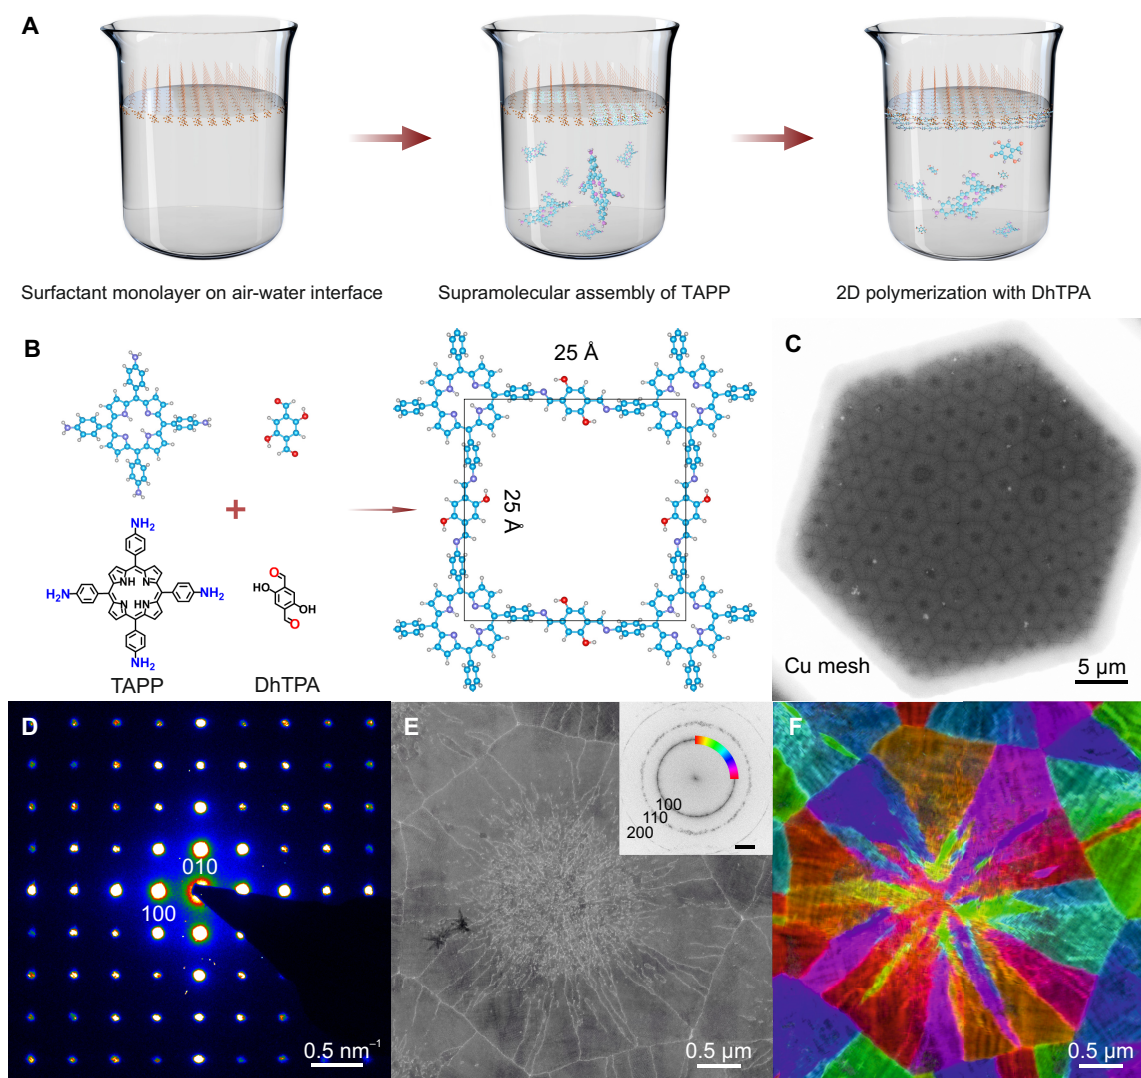 A
Surfactant monolayer on air-water interface
Supramolecular assembly of TAPP
2D polymerization with DhTPA
B
25 Å
25 Å
NH₂
H₂N
NH
N
N
HN
NH₂
NH₂
TAPP
+
O
HO
OH
O
DhTPA
C
Cu mesh
5 µm
D
010
100
0.5 nm⁻¹
E
100
110
200
0.5 µm
F
0.5 µm